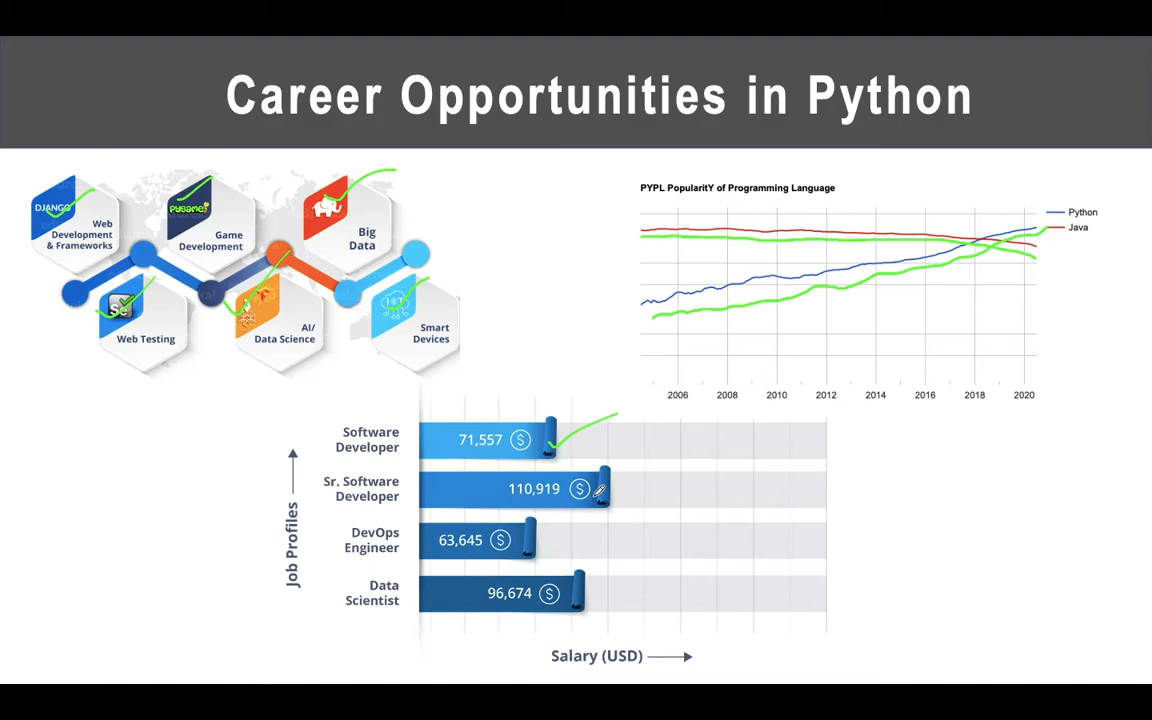 Career Opportunities in Python
DJANGO
Web
Development
& Frameworks
PYGAME
Game
Development
Big
Data
Se
Web Testing
AI/
Data Science
IOT
Smart
Devices
PYPL PopularitY of Programming Language
Python
Java
2006 2008 2010 2012 2014 2016 2018 2020
Job Profiles
Software
Developer
71,557 $
Sr. Software
Developer
110,919 $
DevOps
Engineer
63,645 $
Data
Scientist
96,674 $
Salary (USD)